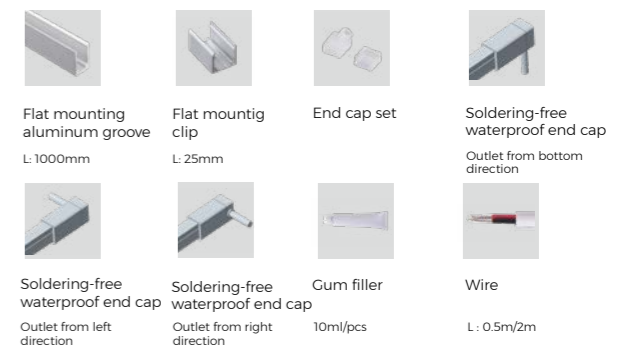 Flat mounting
aluminum groove
L: 1000mm
Flat mountig
clip
L: 25mm
End cap set
Soldering-free
waterproof end cap
Outlet from bottom
direction
Soldering-free
waterproof end cap
Outlet from left
direction
Soldering-free
waterproof end cap
Outlet from right
direction
Gum filler
10ml/pcs
Wire
L : 0.5m/2m